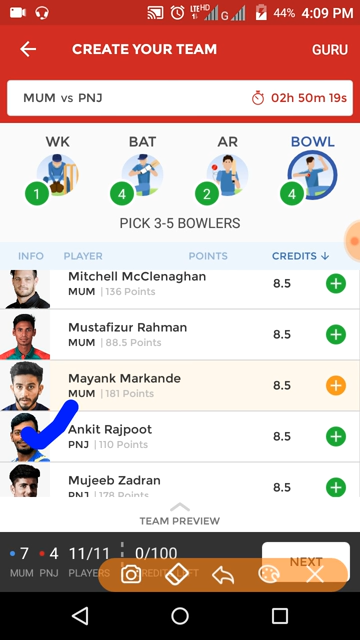 LTE HD
1
G
44%
4:09 PM
CREATE YOUR TEAM
GURU
MUM vs PNJ
02h 50m 19s
WK
BAT
AR
BOWL
1
4
2
4
PICK 3-5 BOWLERS
INFO
PLAYER
POINTS
CREDITS ↓
Mitchell McClenaghan
MUM | 136 Points
8.5
Mustafizur Rahman
MUM | 88.5 Points
8.5
Mayank Markande
MUM | 181 Points
8.5
Ankit Rajpoot
PNJ | 110 Points
8.5
Mujeeb Zadran
PNJ | 178 Points
8.5
TEAM PREVIEW
7
4
11/11
0/100
MUM
PNJ
PLAYERS
NEXT